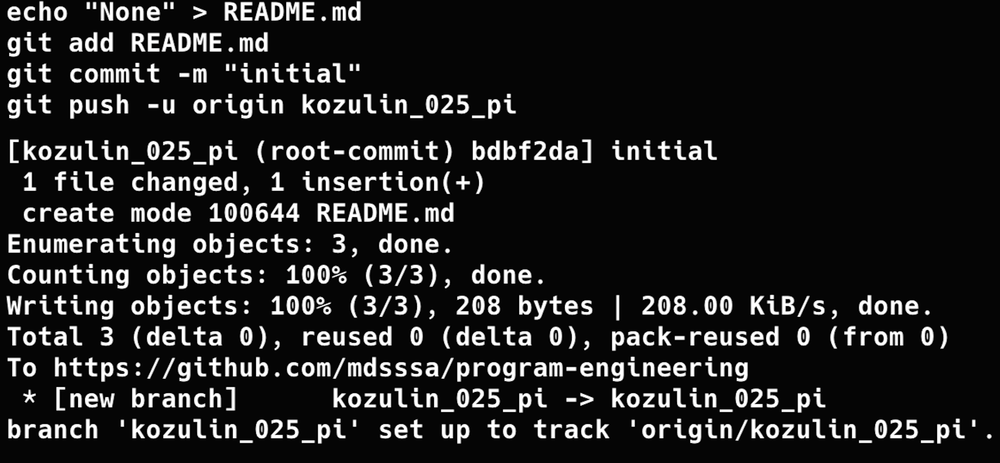 echo "None" > README.md
git add README.md
git commit -m "initial"
git push -u origin kozulin_025_pi
[kozulin_025_pi (root-commit) bdbf2da] initial
 1 file changed, 1 insertion(+)
 create mode 100644 README.md
Enumerating objects: 3, done.
Counting objects: 100% (3/3), done.
Writing objects: 100% (3/3), 208 bytes | 208.00 KiB/s, done.
Total 3 (delta 0), reused 0 (delta 0), pack-reused 0 (from 0)
To https://github.com/mdsssa/program-engineering
 * [new branch]      kozulin_025_pi -> kozulin_025_pi
branch 'kozulin_025_pi' set up to track 'origin/kozulin_025_pi'.